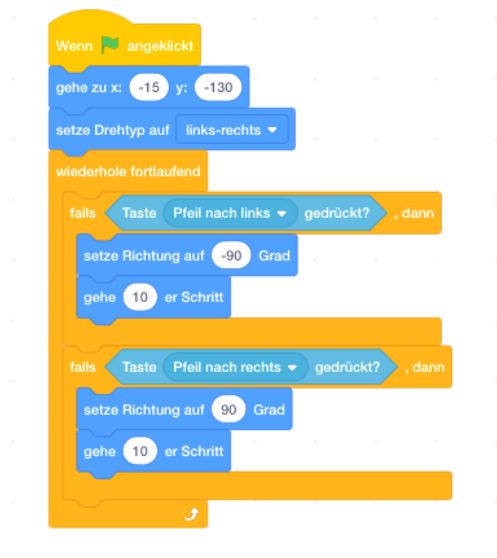 Wenn angeklickt
gehe zu x: -15 y: -130
setze Drehtyp auf links-rechts
wiederhole fortlaufend
falls Taste Pfeil nach links gedrückt? , dann
setze Richtung auf -90 Grad
gehe 10 er Schritt
falls Taste Pfeil nach rechts gedrückt? , dann
setze Richtung auf 90 Grad
gehe 10 er Schritt